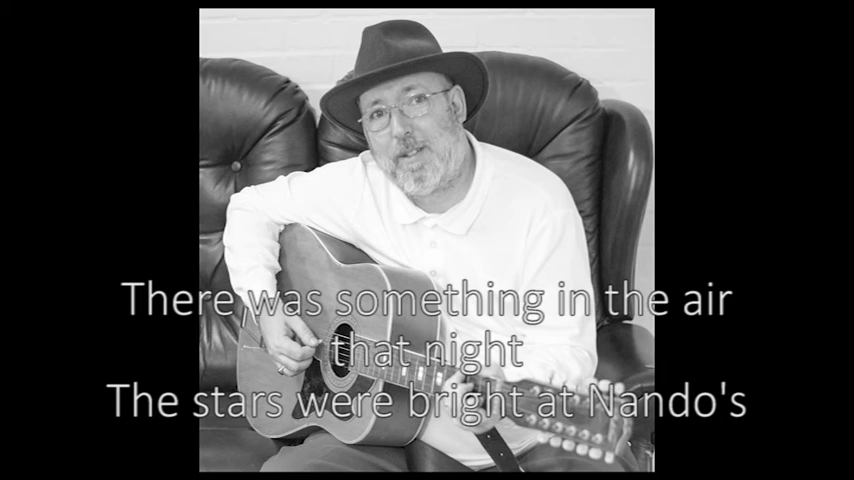 There was something in the air
that night
The stars were bright at Nando's